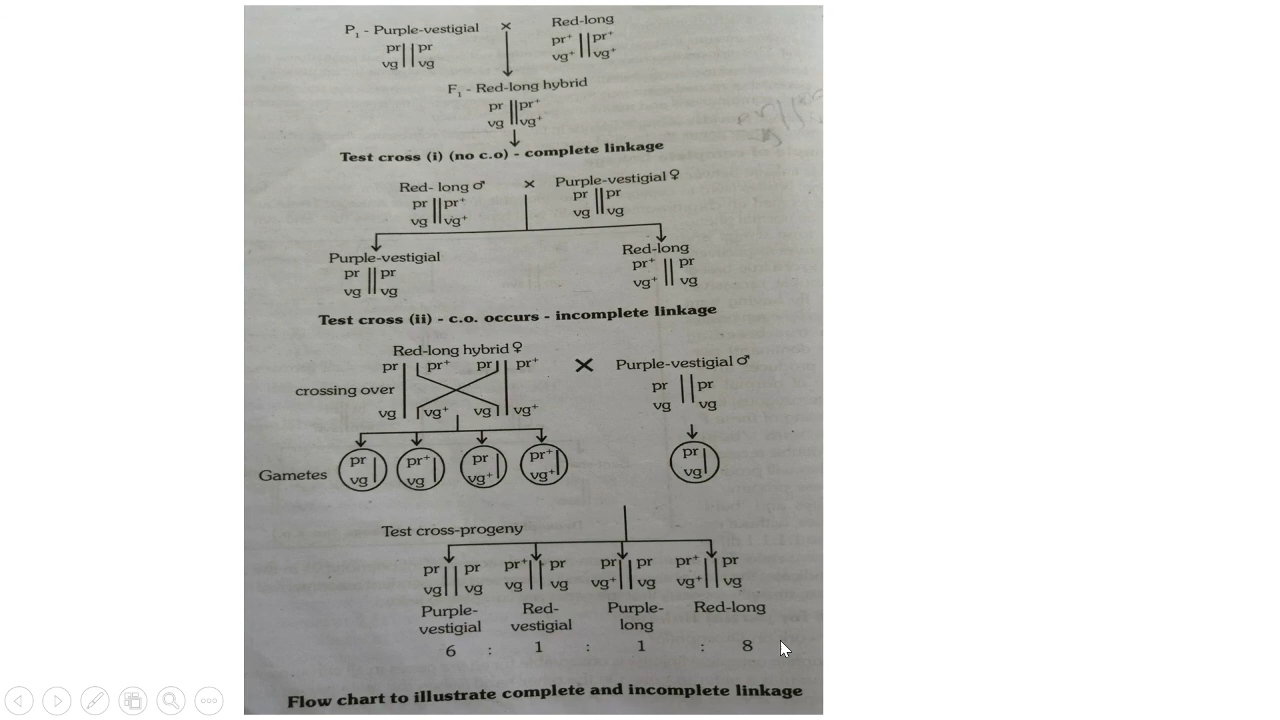 P₁ - Purple-vestigial × Red-long
pr pr pr⁺ pr⁺
vg vg vg⁺ vg⁺
F₁ - Red-long hybrid
pr pr⁺
vg vg⁺
Test cross (i) (no c.o) - complete linkage
Red- long ♂ × Purple-vestigial ♀
pr pr⁺ pr pr
vg vg⁺ vg vg
Purple-vestigial Red-long
pr pr pr⁺ pr
vg vg vg⁺ vg
Test cross (ii) - c.o. occurs - incomplete linkage
Red-long hybrid ♀ × Purple-vestigial ♂
pr pr⁺ pr pr⁺ pr pr
crossing over
vg vg⁺ vg vg⁺ vg vg
Gametes
pr pr⁺ pr pr⁺ pr
vg vg vg⁺ vg⁺ vg
Test cross-progeny
pr pr pr⁺ pr pr pr pr⁺ pr
vg vg vg vg vg⁺ vg vg⁺ vg
Purple- Red- Purple- Red-long
vestigial vestigial long
6 : 1 : 1 : 8
Flow chart to illustrate complete and incomplete linkage